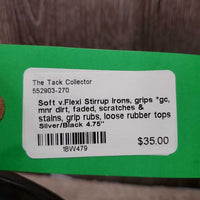 The Tack Collector
552903-270
Soft v.Flexi Stirrup Irons, grips *gc,
mnr dirt, faded, scratches &
stains, grip rubs, loose rubber tops
Silver/Black 4.75"
$35.00
18W479